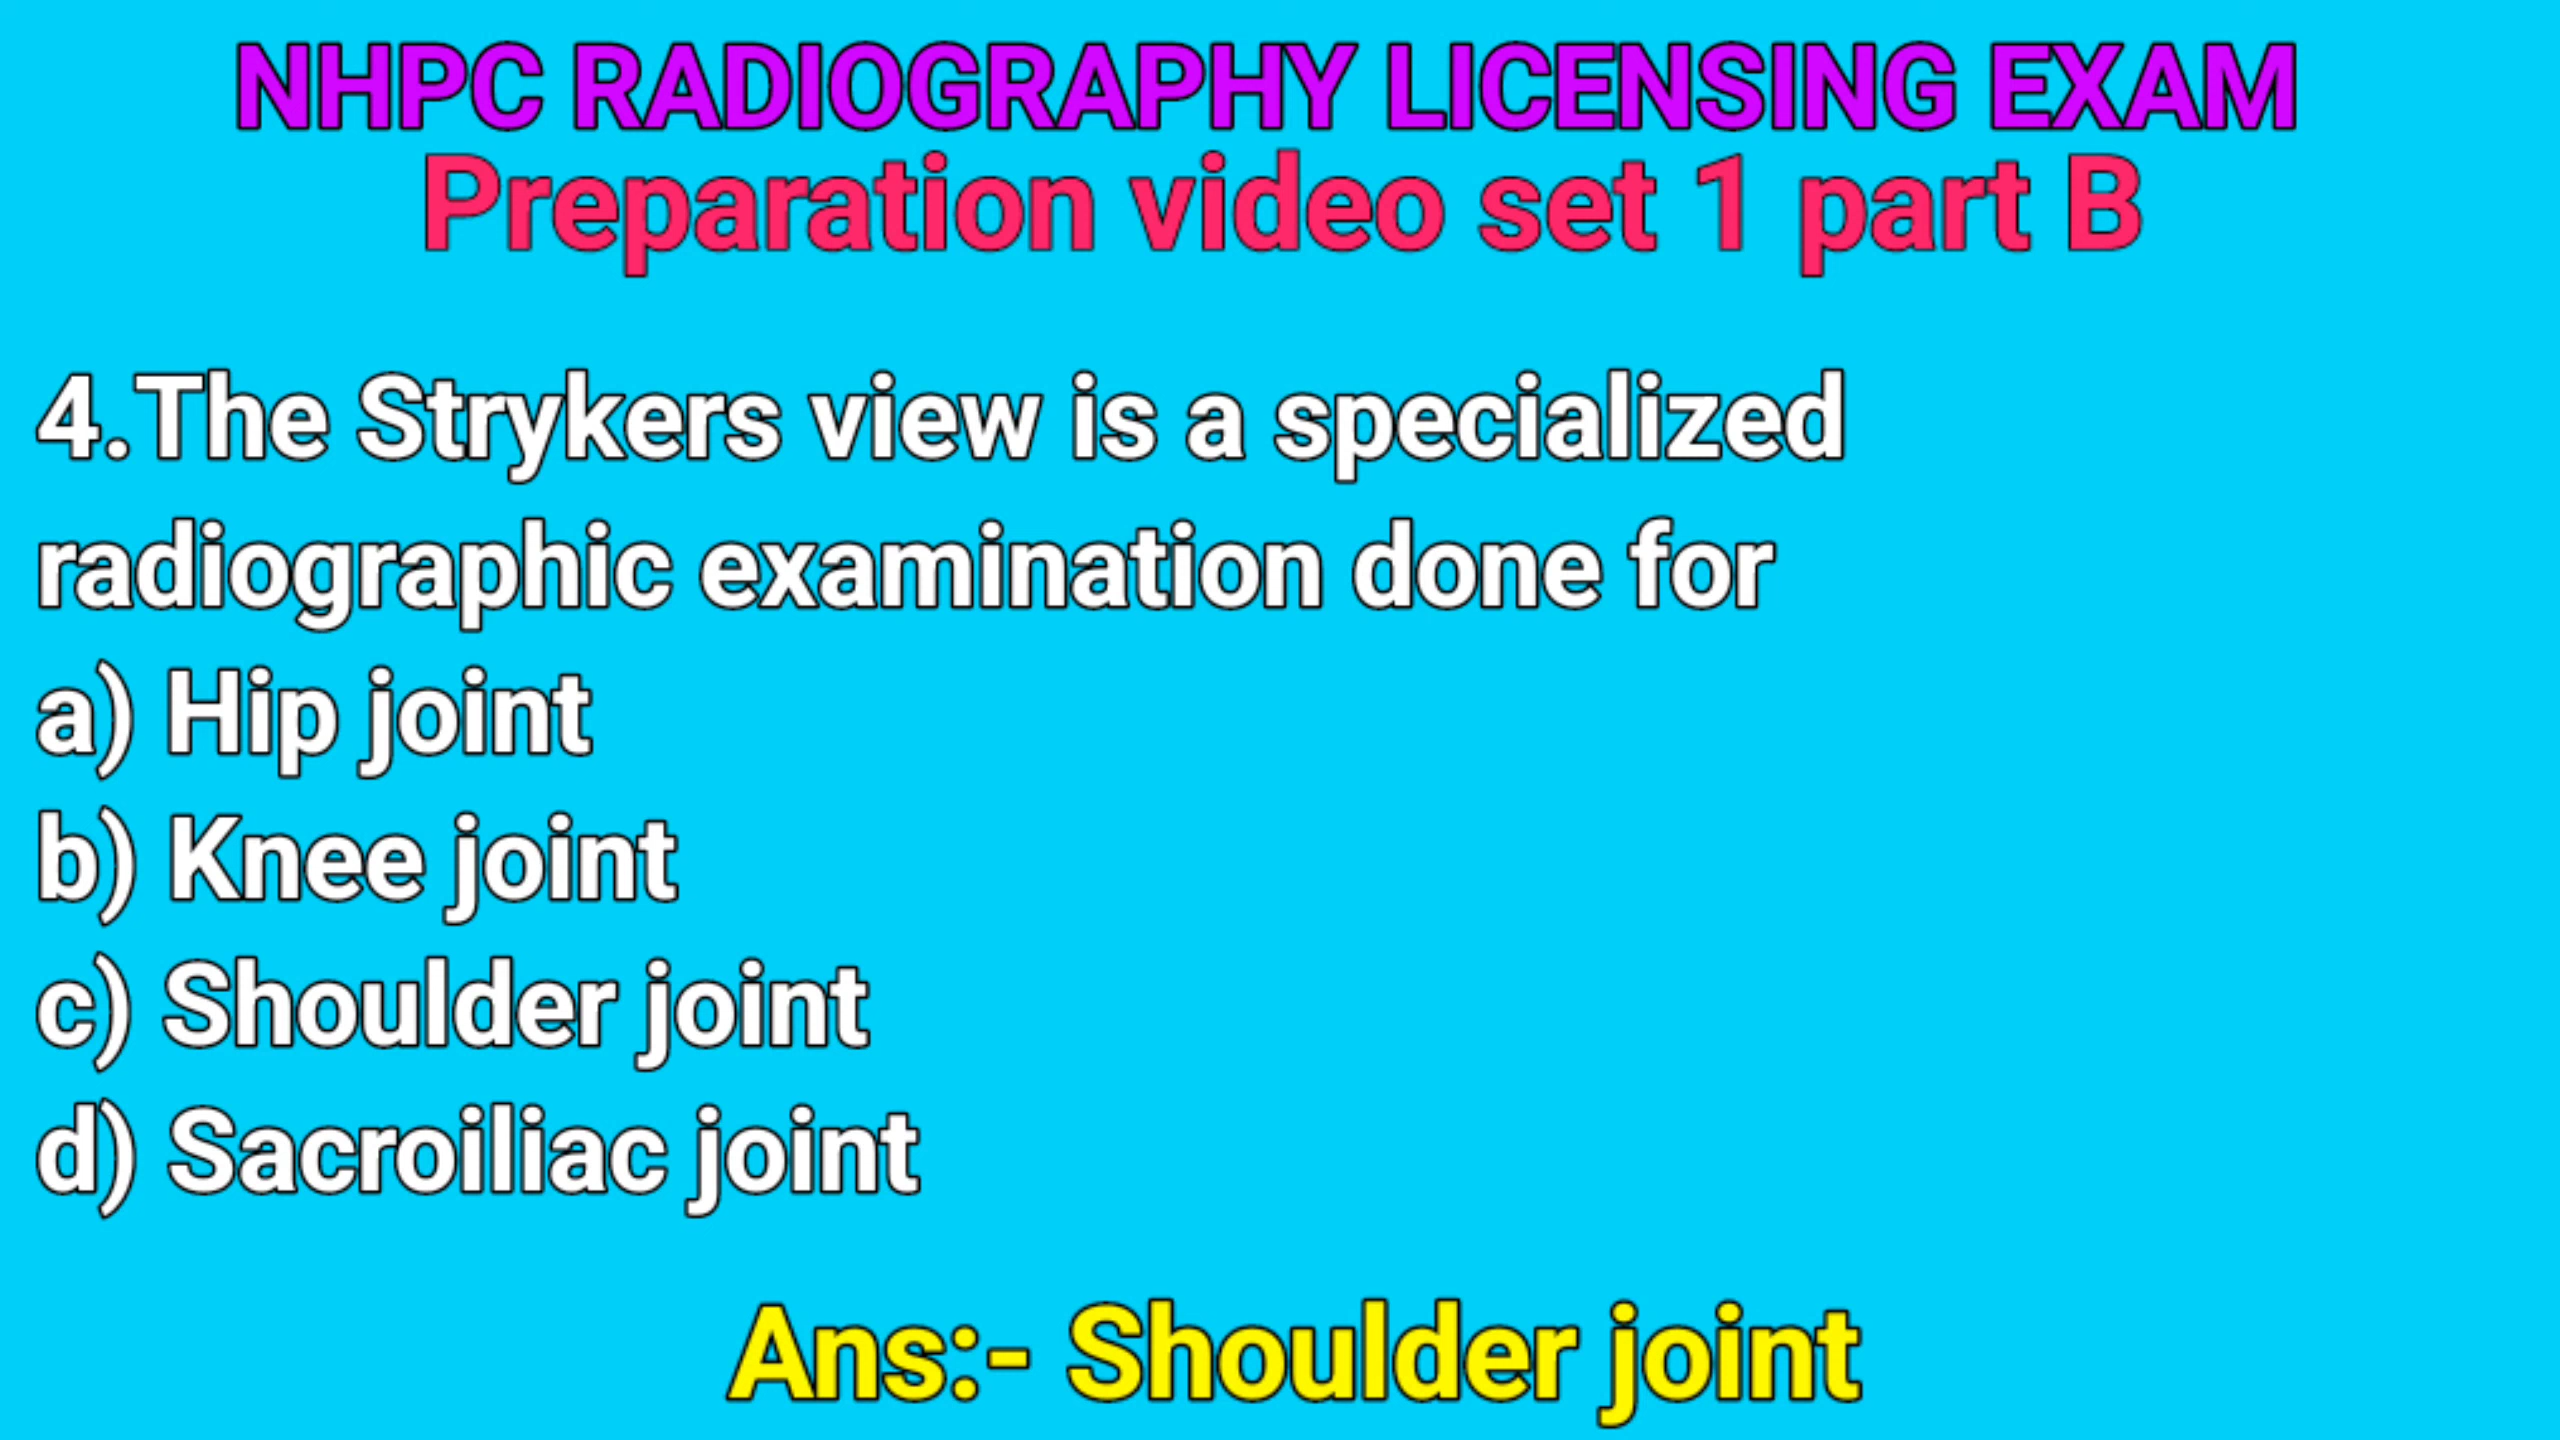 NHPC RADIOGRAPHY LICENSING EXAM
Preparation video set 1 part B
4.The Strykers view is a specialized
radiographic examination done for
a) Hip joint
b) Knee joint
c) Shoulder joint
d) Sacroiliac joint
Ans:- Shoulder joint